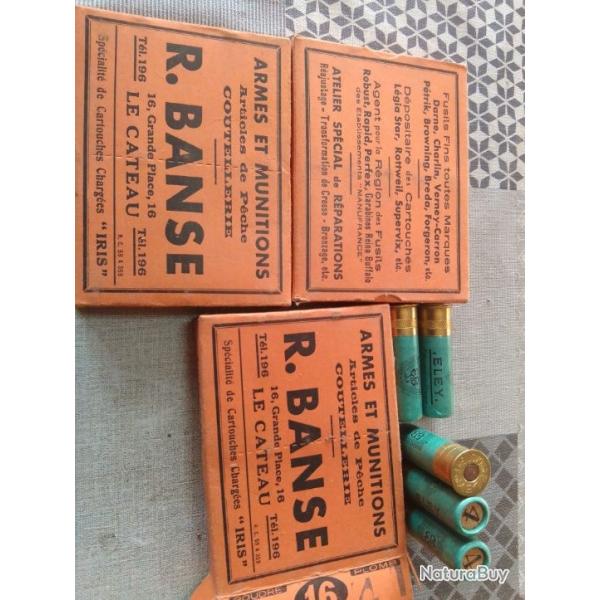 ARMES ET MUNITIONS
Articles de Pêche
COUTELLERIE
R. BANSE
16, Grande Place, 16
Tél. 196 LE CATEAU Tél. 196
Spécialité de Cartouches Chargées "IRIS"
Fusils Fins toutes Marques
Darne, Charlin, Verney-Carron
Péïrik, Browning, Breda, Forgeron, etc.
Dépositaire des Cartouches
Légia Star, Rottweil, Supervix, etc.
Agent pour la Région des Fusils
Robust, Rapid, Perfex, Carabines Reina Buffalo
des Etablissements "MANUFRANCE"
ATELIER SPÉCIAL de RÉPARATIONS
Réajustage - Transformation de Crosse - Bronzage, etc.
ARMES ET MUNITIONS
Articles de Pêche
COUTELLERIE
R. BANSE
16, Grande Place, 16
Tél. 196 LE CATEAU Tél. 196
Spécialité de Cartouches Chargées "IRIS"
POUDRE 16 PLOMB
ELEY
4
NaturaBuy